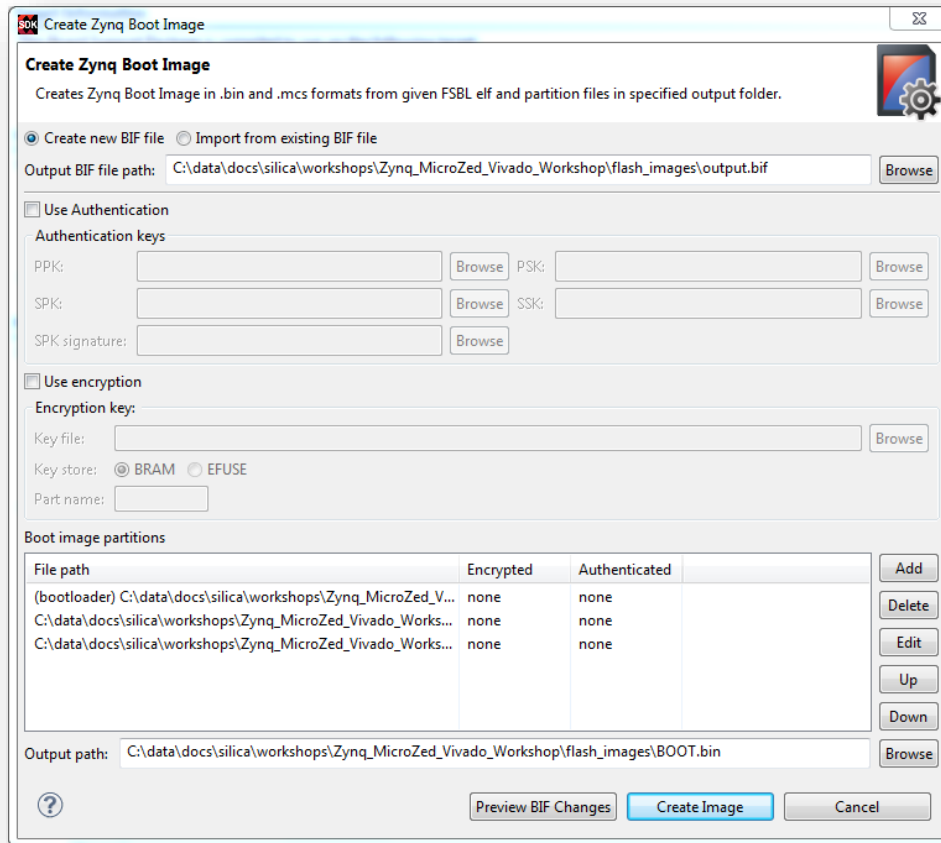 SDK Create Zynq Boot Image
Create Zynq Boot Image
Creates Zynq Boot Image in .bin and .mcs formats from given FSBL elf and partition files in specified output folder.
Create new BIF file Import from existing BIF file
Output BIF file path: C:\data\docs\silica\workshops\Zynq_MicroZed_Vivado_Workshop\flash_images\output.bif Browse
Use Authentication
Authentication keys
PPK: Browse PSK: Browse
SPK: Browse SSK: Browse
SPK signature: Browse
Use encryption
Encryption key:
Key file: Browse
Key store: BRAM EFUSE
Part name:
Boot image partitions
File path Encrypted Authenticated Add
(bootloader) C:\data\docs\silica\workshops\Zynq_MicroZed_V... none none
Delete
C:\data\docs\silica\workshops\Zynq_MicroZed_Vivado_Works... none none
C:\data\docs\silica\workshops\Zynq_MicroZed_Vivado_Works... none none
Edit
Up
Down
Output path: C:\data\docs\silica\workshops\Zynq_MicroZed_Vivado_Workshop\flash_images\BOOT.bin Browse
? Preview BIF Changes Create Image Cancel